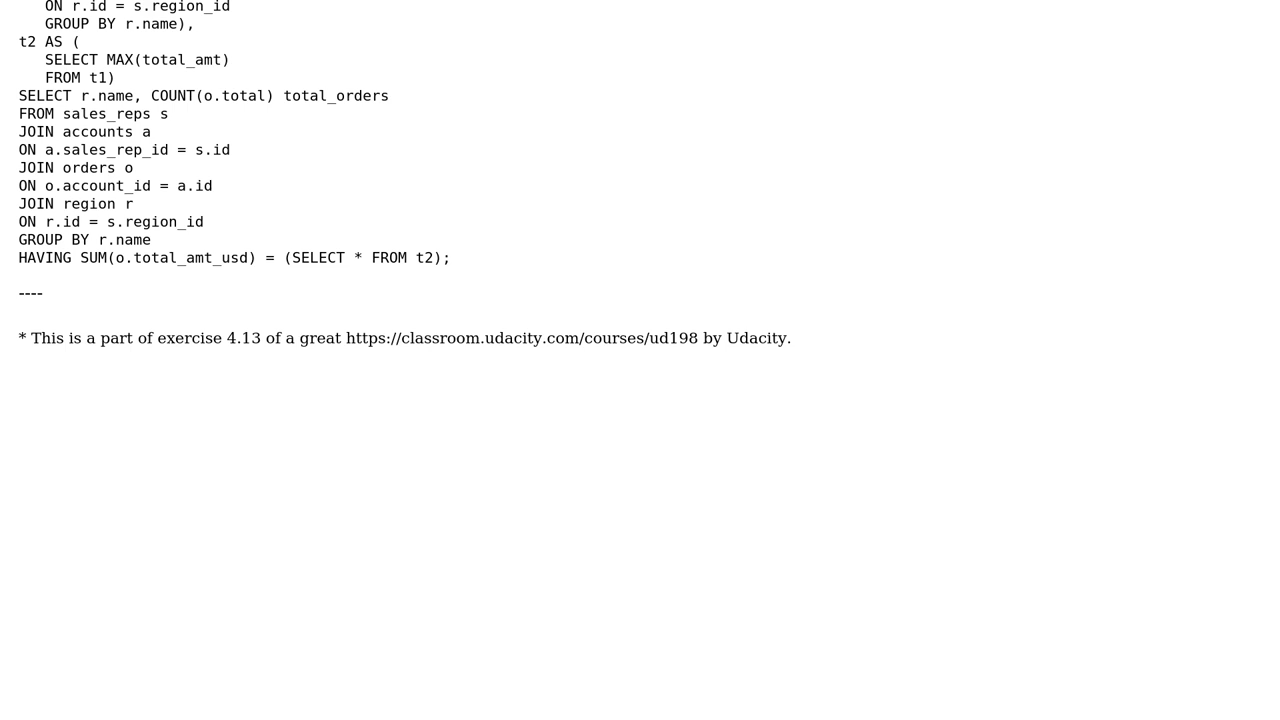 ON r.id = s.region_id
GROUP BY r.name),
t2 AS (
SELECT MAX(total_amt)
FROM t1)
SELECT r.name, COUNT(o.total) total_orders
FROM sales_reps s
JOIN accounts a
ON a.sales_rep_id = s.id
JOIN orders o
ON o.account_id = a.id
JOIN region r
ON r.id = s.region_id
GROUP BY r.name
HAVING SUM(o.total_amt_usd) = (SELECT * FROM t2);
----
* This is a part of exercise 4.13 of a great https://classroom.udacity.com/courses/ud198 by Udacity.